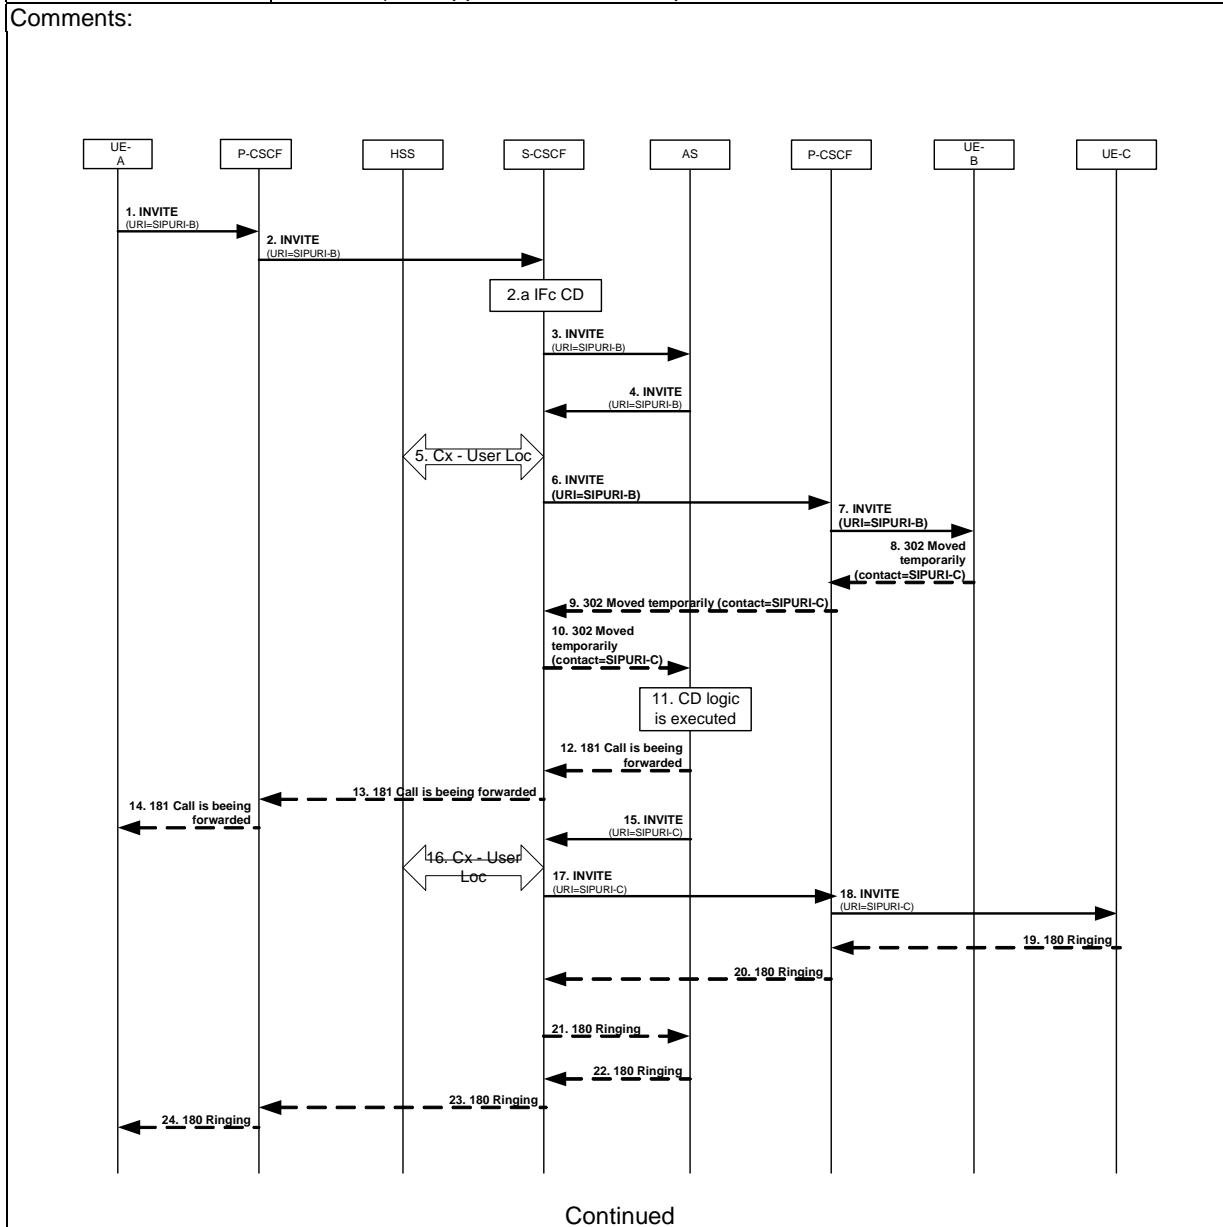 Comments:
UE-
A
P-CSCF
HSS
S-CSCF
AS
P-CSCF
UE-
B
UE-C
1. INVITE
(URI=SIPURI-B)
2. INVITE
(URI=SIPURI-B)
2.a IFc CD
3. INVITE
(URI=SIPURI-B)
4. INVITE
(URI=SIPURI-B)
5. Cx - User Loc
6. INVITE
(URI=SIPURI-B)
7. INVITE
(URI=SIPURI-B)
8. 302 Moved
temporarily
(contact=SIPURI-C)
9. 302 Moved temporarily (contact=SIPURI-C)
10. 302 Moved
temporarily
(contact=SIPURI-C)
11. CD logic
is executed
12. 181 Call is beeing
forwarded
13. 181 Call is beeing forwarded
14. 181 Call is beeing
forwarded
15. INVITE
(URI=SIPURI-C)
16. Cx - User
Loc
17. INVITE
(URI=SIPURI-C)
18. INVITE
(URI=SIPURI-C)
19. 180 Ringing
20. 180 Ringing
21. 180 Ringing
22. 180 Ringing
23. 180 Ringing
24. 180 Ringing
Continued